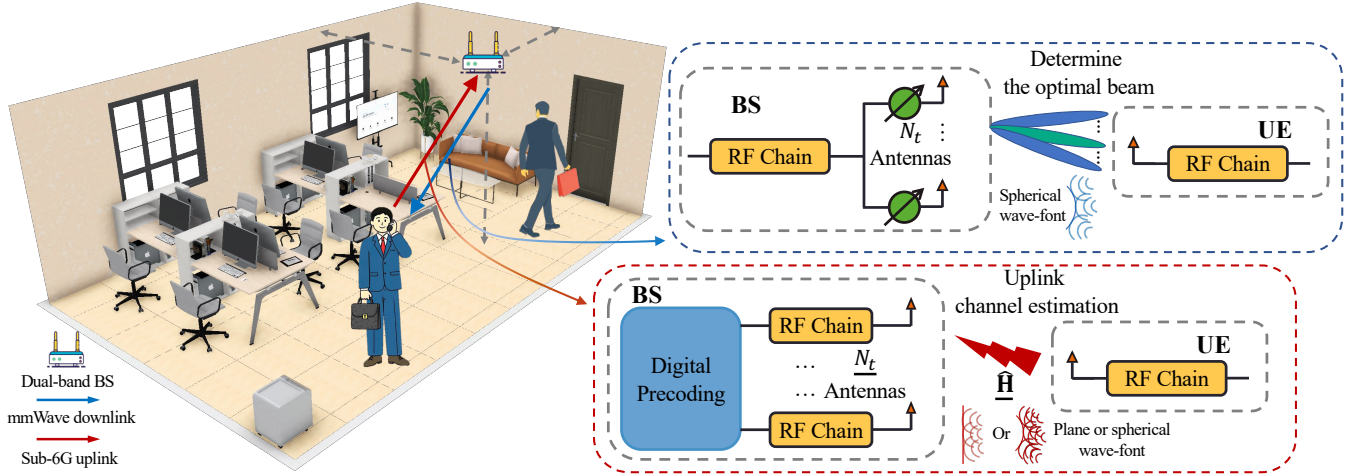 Dual-band BS
mmWave downlink
Sub-6G uplink
Determine
the optimal beam
BS
RF Chain
N_t
⋮
Antennas
UE
RF Chain
Spherical
wave-font
Uplink
channel estimation
BS
Digital
Precoding
RF Chain
... N_t
... Antennas
RF Chain
Ĥ
UE
RF Chain
Or
Plane or spherical
wave-font